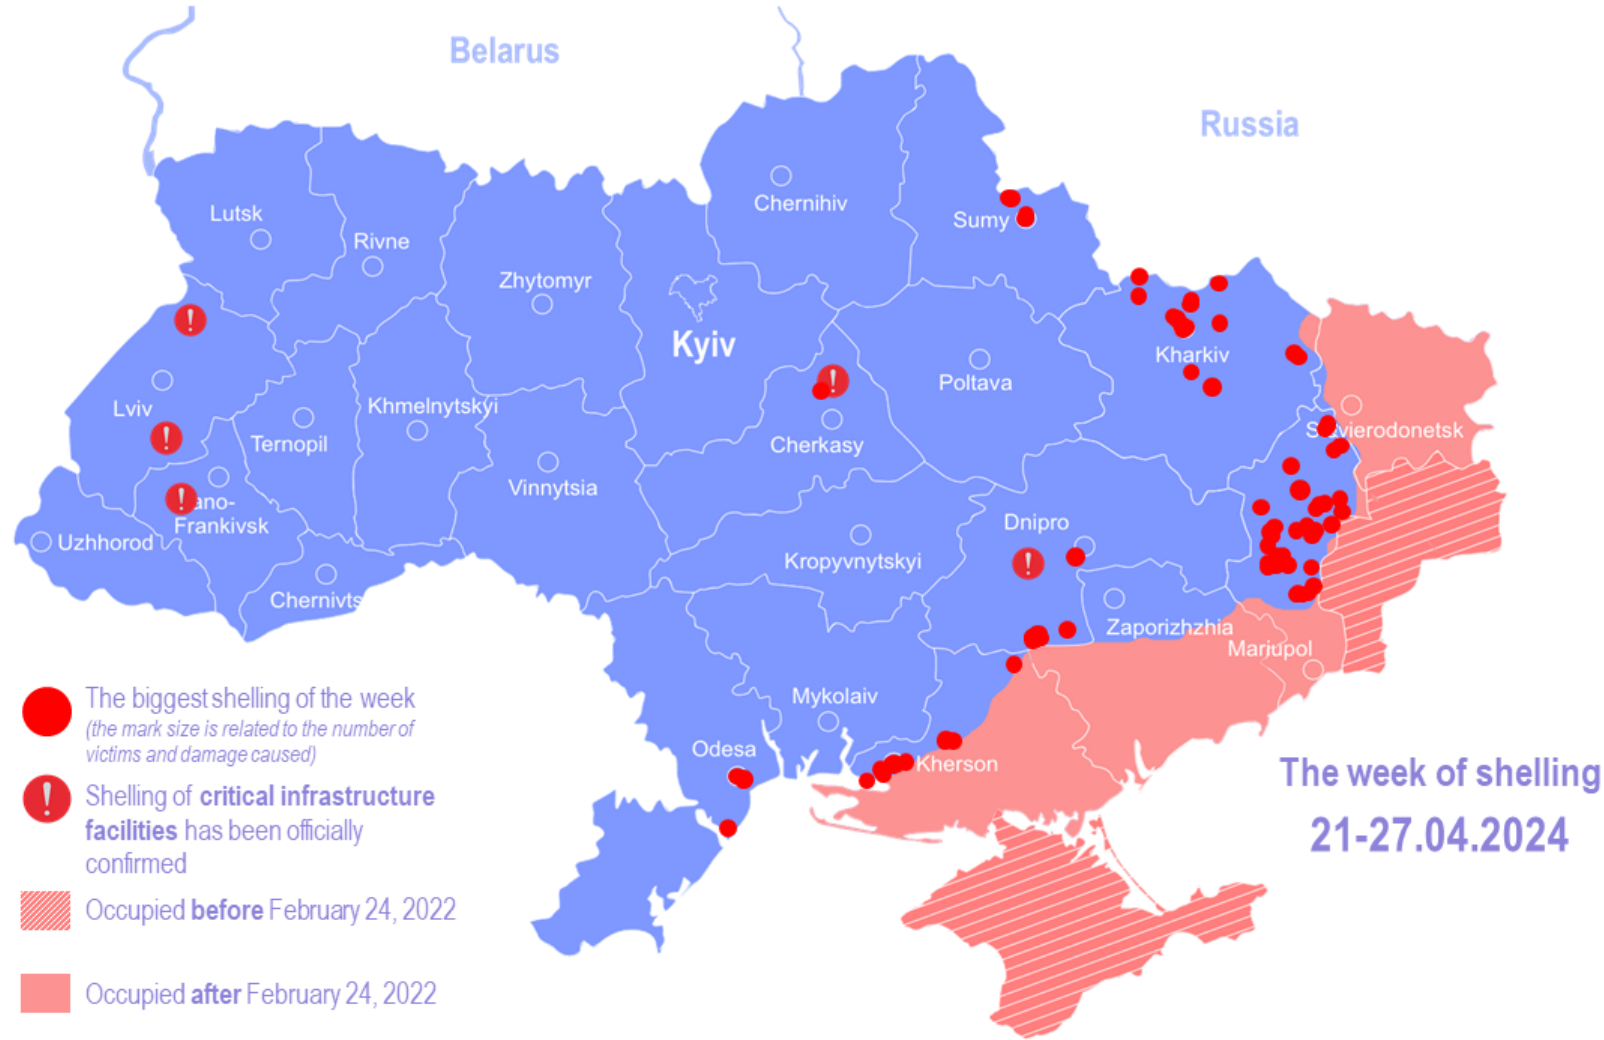 Belarus
Russia
Chernihiv
Lutsk
Sumy
Rivne
Zhytomyr
Kyiv
Kharkiv
Poltava
Khmelnytskyi
Lviv
Severodonetsk
Ternopil
Cherkasy
Vinnytsia
ano-
Frankivsk
Dnipro
Uzhhorod
Kropyvnytskyi
Chernivts
Zaporizhzhia
Mariupol
Mykolaiv
Odesa
Kherson
The biggest shelling of the week
(the mark size is related to the number of
victims and damage caused)
Shelling of critical infrastructure
facilities has been officially
confirmed
Occupied before February 24, 2022
Occupied after February 24, 2022
The week of shelling
21-27.04.2024